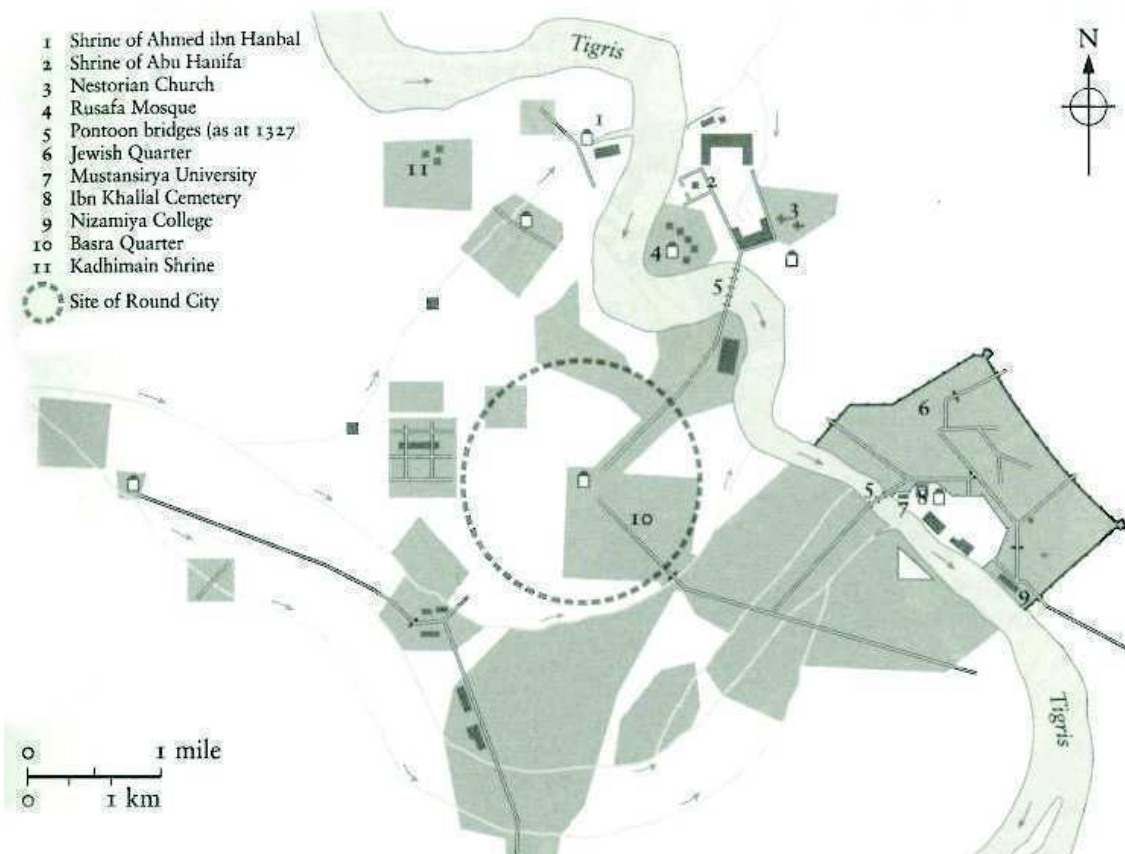 1 Shrine of Ahmed ibn Hanbal
2 Shrine of Abu Hanifa
3 Nestorian Church
4 Rusafa Mosque
5 Pontoon bridges (as at 1327
6 Jewish Quarter
7 Mustansirya University
8 Ibn Khallal Cemetery
9 Nizamiya College
10 Basra Quarter
11 Kadhimain Shrine
Site of Round City
Tigris
N
1
11
2
3
4
5
6
10
5
7
8
9
Tigris
0 1 mile
0 1 km